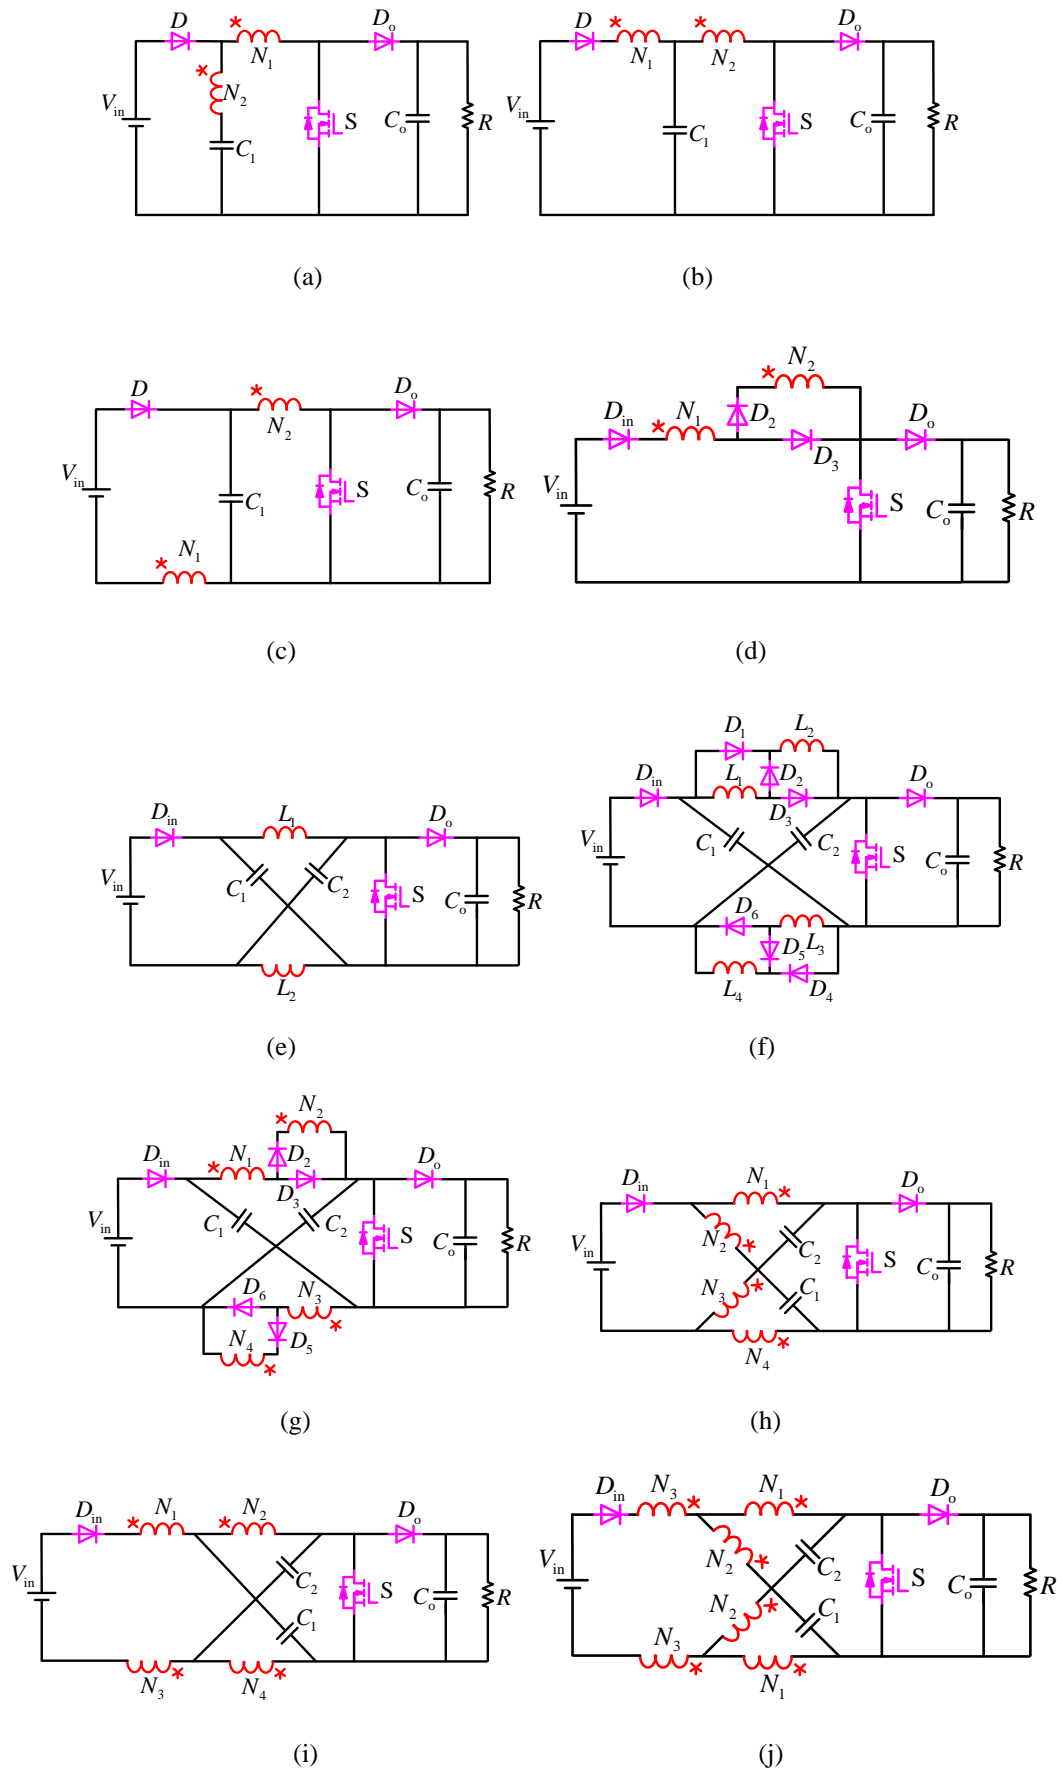 D N₁ Dₒ
N₂
Vᵢₙ S
Cₒ R
C₁
(a)
D N₁ N₂ Dₒ
Vᵢₙ S
Cₒ R
C₁
(b)
D N₂ Dₒ
Vᵢₙ C₁ S Cₒ R
N₁
(c)
N₂
Dᵢₙ N₁ D₂ Dₒ
D₃
Vᵢₙ S
Cₒ R
(d)
Dᵢₙ L₁ Dₒ
Vᵢₙ C₁ C₂ S Cₒ R
L₂
(e)
D₁ L₂
Dᵢₙ L₁ D₂ Dₒ
D₃
Vᵢₙ C₁ C₂ S Cₒ R
D₆
D₅ L₃
L₄ D₄
(f)
N₂
Dᵢₙ N₁ D₂ Dₒ
D₃
Vᵢₙ C₁ C₂ S Cₒ R
D₆ N₃
N₄ D₅
(g)
Dᵢₙ N₁ Dₒ
N₂ C₂
Vᵢₙ S Cₒ R
N₃ C₁
N₄
(h)
Dᵢₙ N₁ N₂ Dₒ
Vᵢₙ C₂ S Cₒ R
C₁
N₃ N₄
(i)
Dᵢₙ N₃ N₁ Dₒ
Vᵢₙ N₂ C₂ S Cₒ R
N₂ C₁
N₃ N₁
(j)